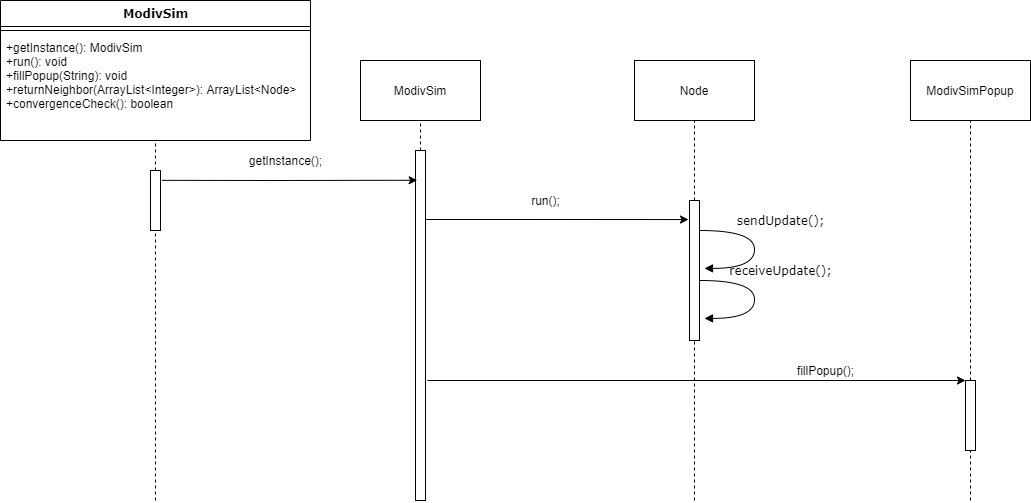 ModivSim
+getInstance(): ModivSim
+run(): void
+fillPopup(String): void
+returnNeighbor(ArrayList<Integer>): ArrayList<Node>
+convergenceCheck(): boolean
ModivSim
Node
ModivSimPopup
getInstance();
run();
sendUpdate();
receiveUpdate();
fillPopup();